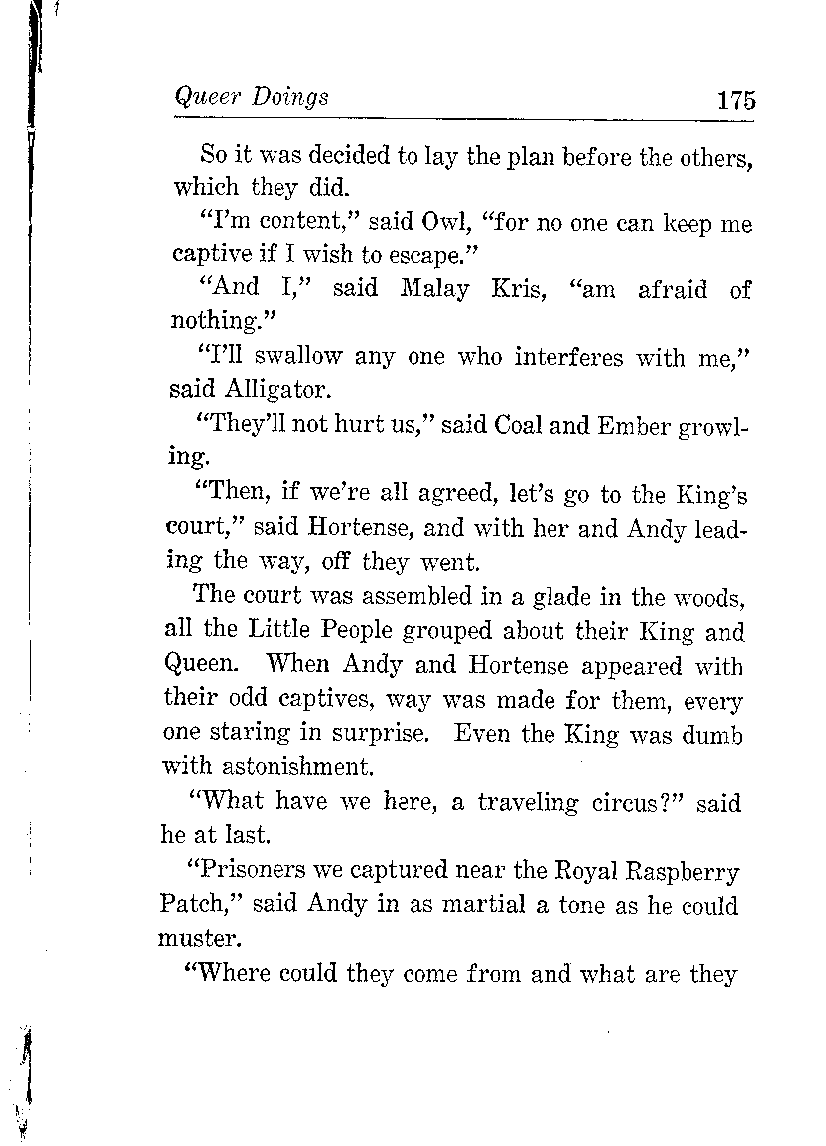 Queer Doings 175
So it was decided to lay the plan before the others,
which they did.
“I’m content,” said Owl, “for no one can keep me
captive if I wish to escape.”
“And I,” said Malay Kris, “am afraid of
nothing.”
“I’ll swallow any one who interferes with me,”
said Alligator.
“They’ll not hurt us,” said Coal and Ember growl-
ing.
“Then, if we’re all agreed, let’s go to the King’s
court,” said Hortense, and with her and Andy lead-
ing the way, off they went.
The court was assembled in a glade in the woods,
all the Little People grouped about their King and
Queen. When Andy and Hortense appeared with
their odd captives, way was made for them, every
one staring in surprise. Even the King was dumb
with astonishment.
“What have we here, a traveling circus?” said
he at last.
“Prisoners we captured near the Royal Raspberry
Patch,” said Andy in as martial a tone as he could
muster.
“Where could they come from and what are they